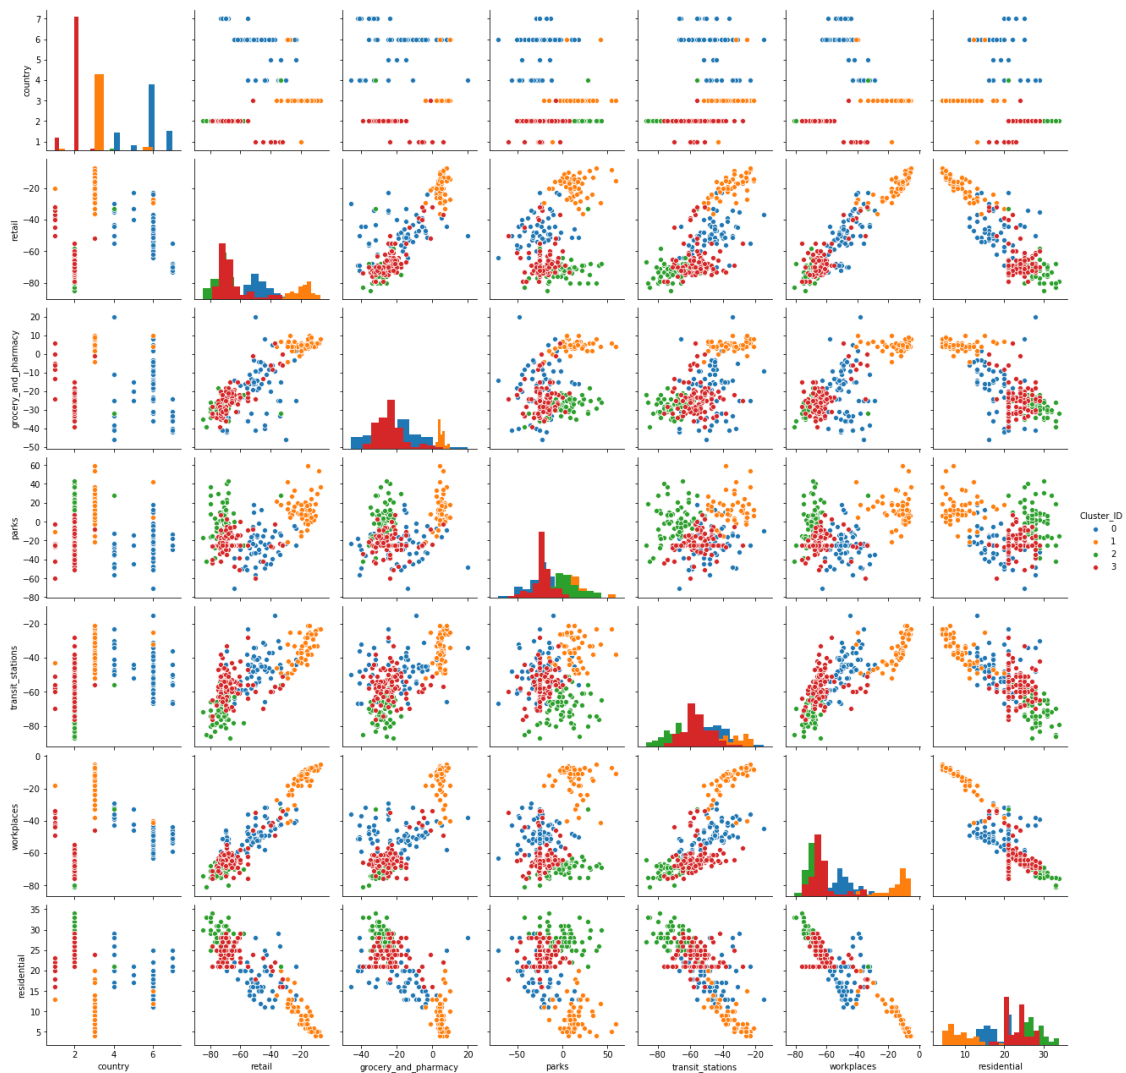 7
6
5
4
3
2
1
country
−20
−40
−60
−80
retail
20
10
0
−10
−20
−30
−40
−50
grocery_and_pharmacy
60
40
20
0
−20
−40
−60
−80
parks
Cluster_ID
0
1
2
3
−20
−40
−60
−80
transit_stations
0
−20
−40
−60
−80
workplaces
35
30
25
20
15
10
5
residential
2 4 6
−80 −60 −40 −20
−40 −20 0 20
−50 0 50
−80 −60 −40 −20
−80 −60 −40 −20 0
10 20 30
country retail grocery_and_pharmacy parks transit_stations workplaces residential